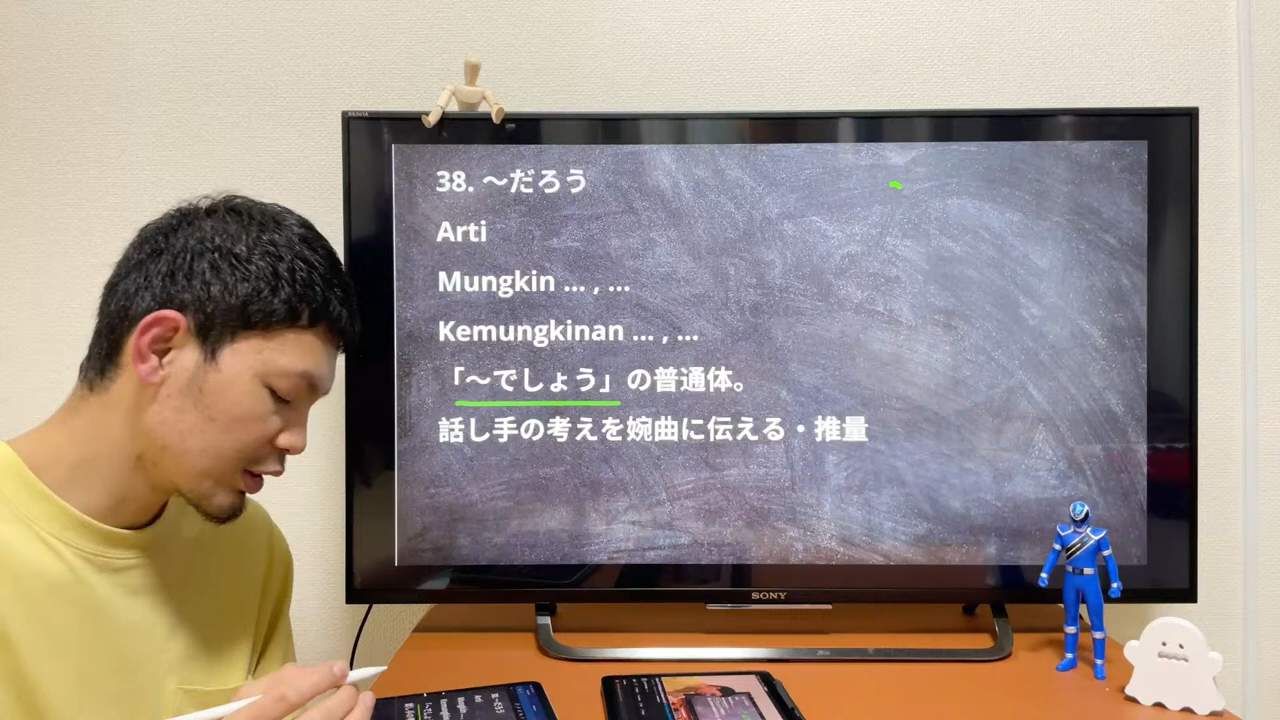 38. ～だろう
Arti
Mungkin ... , ...
Kemungkinan ... , ...
「～でしょう」の普通体。
話し手の考えを婉曲に伝える・推量
SONY